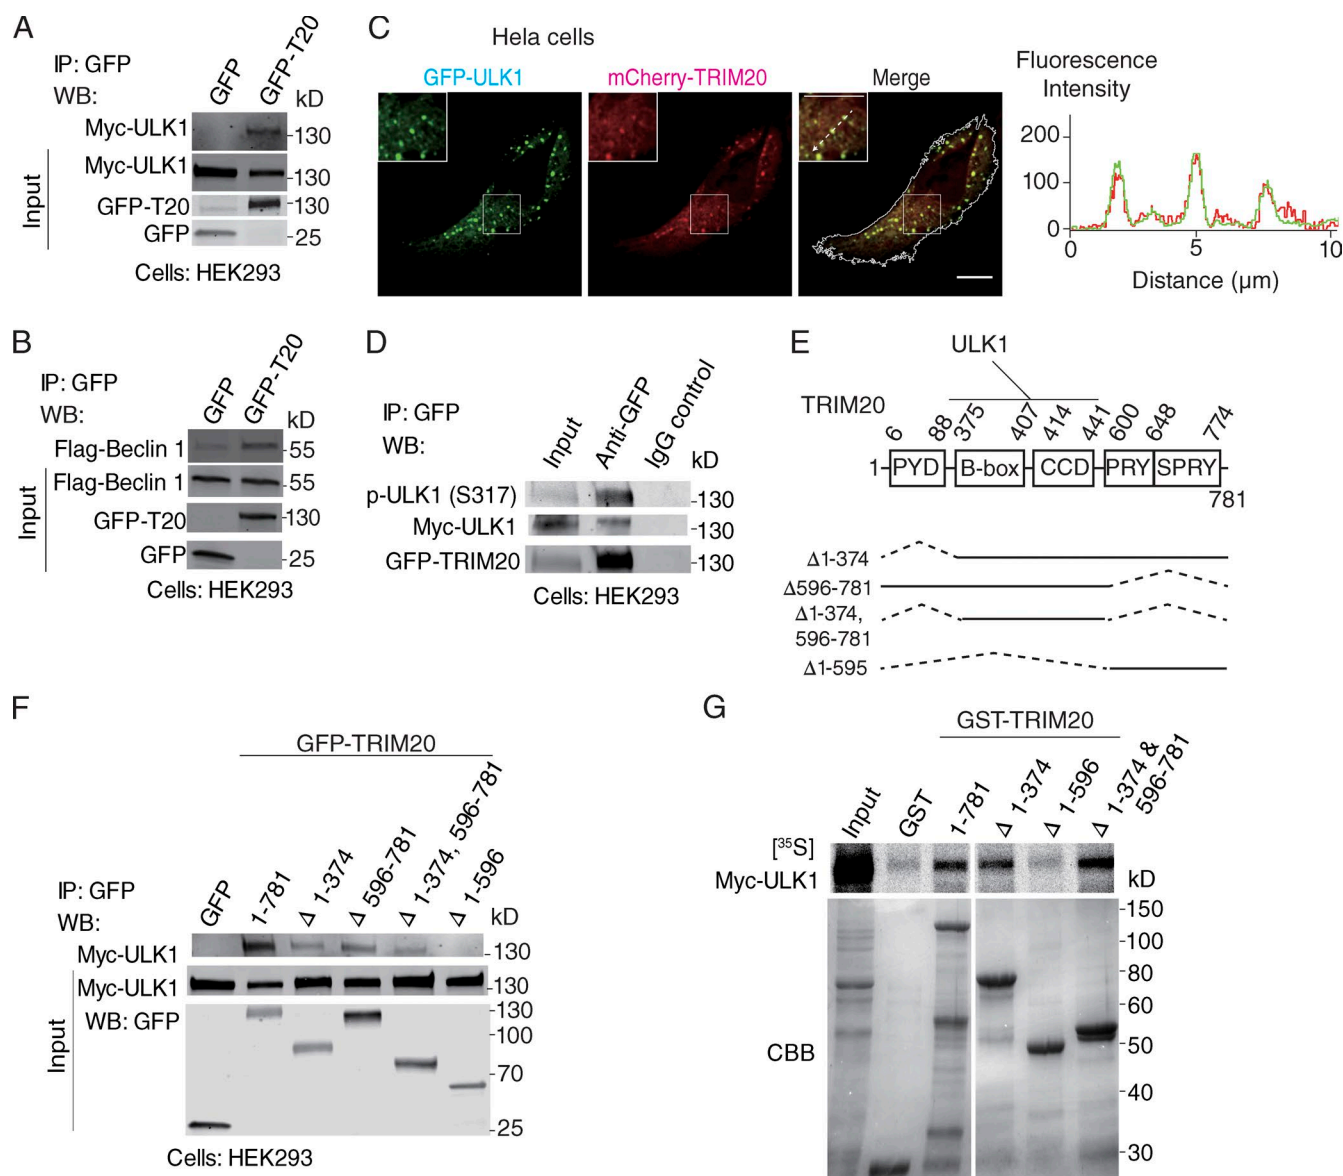 A
IP: GFP
WB:
GFP
GFP-T20
kD
Myc-ULK1
-130
Input
Myc-ULK1
-130
GFP-T20
-130
GFP
-25
Cells: HEK293
C
Hela cells
GFP-ULK1
mCherry-TRIM20
Merge
Fluorescence
Intensity
200
100
0
0
5
10
Distance (μm)
B
IP: GFP
WB:
GFP
GFP-T20
kD
Flag-Beclin 1
-55
Input
Flag-Beclin 1
-55
GFP-T20
-130
GFP
-25
Cells: HEK293
D
IP: GFP
WB:
Input
Anti-GFP
IgG control
kD
p-ULK1 (S317)
-130
Myc-ULK1
-130
GFP-TRIM20
-130
Cells: HEK293
E
ULK1
TRIM20
6
88
375
407
414
441
600
648
774
1-
PYD
B-box
CCD
PRY
SPRY
781
Δ1-374
Δ596-781
Δ1-374,
596-781
Δ1-595
F
GFP-TRIM20
IP: GFP
WB:
GFP
1-781
Δ 1-374
Δ 596-781
Δ 1-374, 596-781
Δ 1-596
kD
Myc-ULK1
-130
Input
Myc-ULK1
-130
WB: GFP
-130
-100
-70
-25
Cells: HEK293
G
GST-TRIM20
Input
GST
1-781
Δ 1-374
Δ 1-596
Δ 1-374 &
596-781
[35S]
Myc-ULK1
kD
CBB
-150
-100
-80
-60
-50
-40
-30